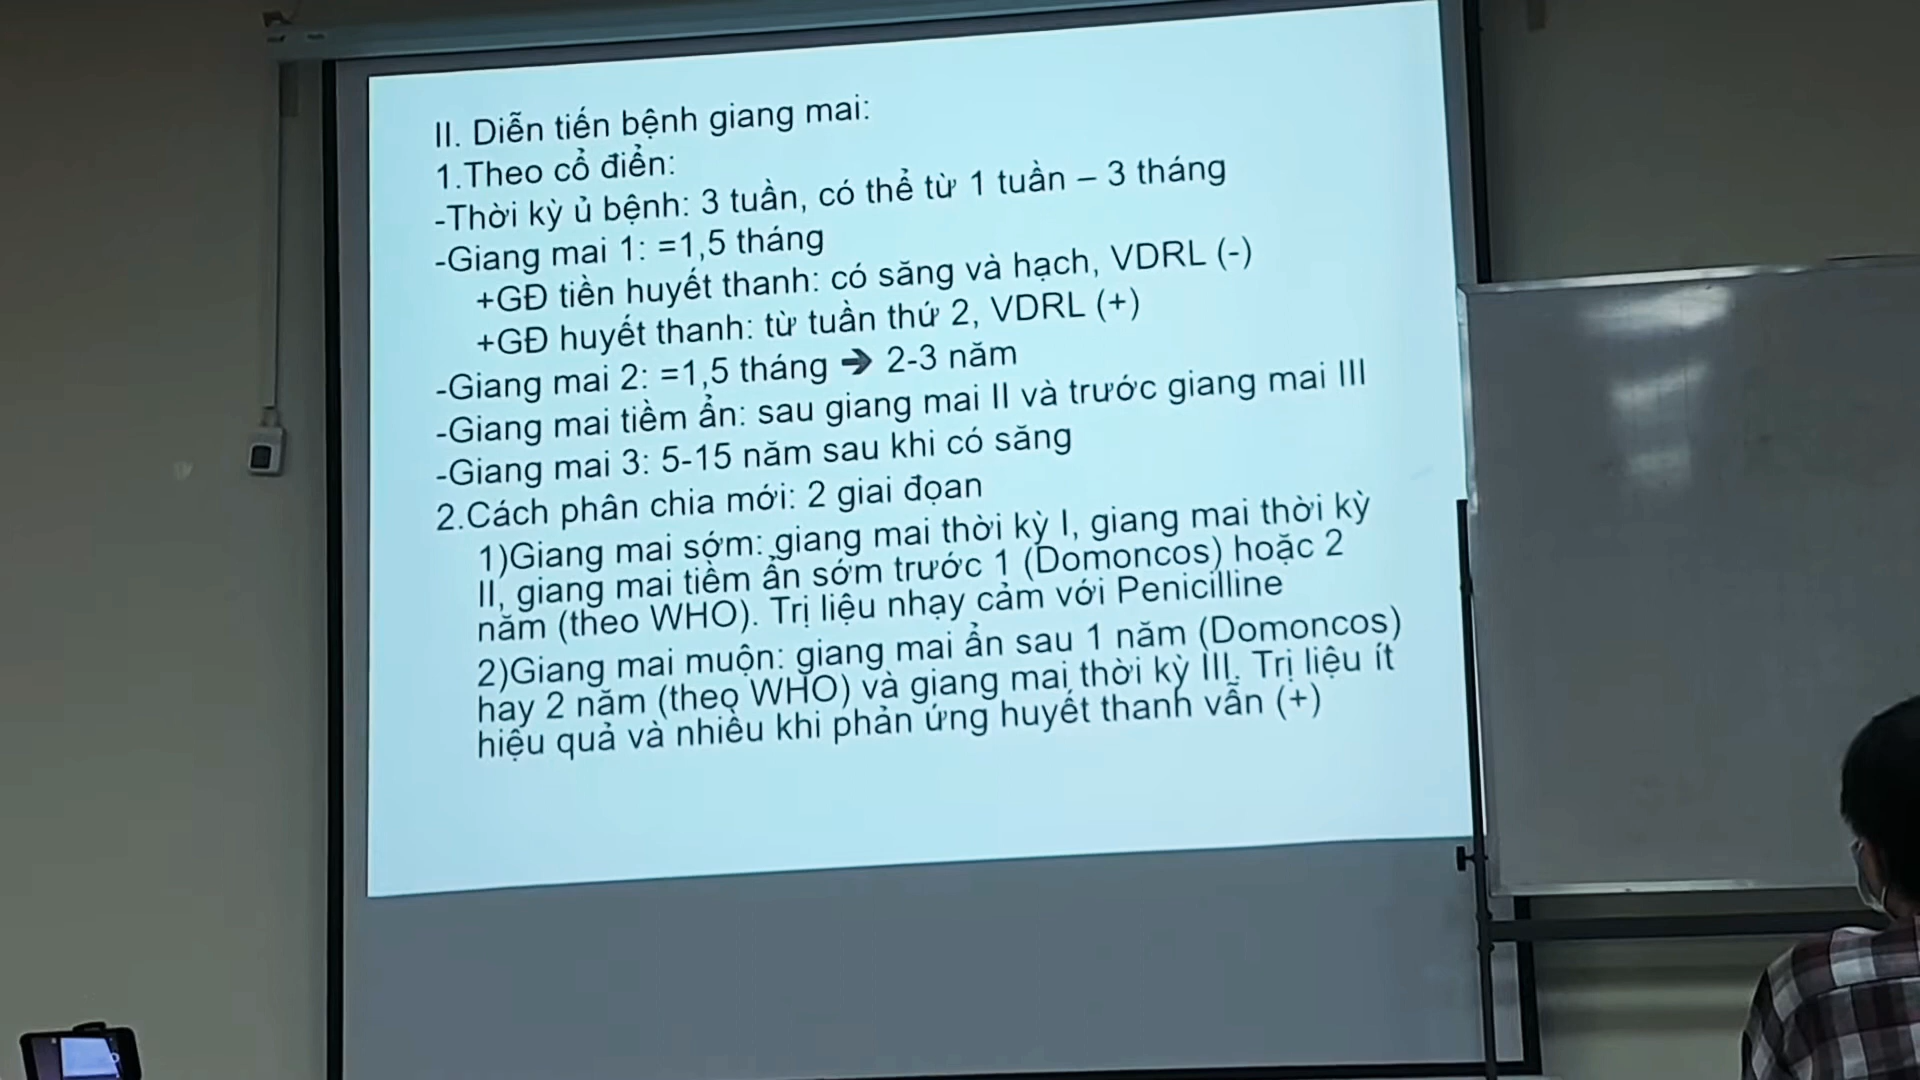 II. Diễn tiến bệnh giang mai:
1.Theo cổ điển:
-Thời kỳ ủ bệnh: 3 tuần, có thể từ 1 tuần – 3 tháng
-Giang mai 1: =1,5 tháng
+GĐ tiền huyết thanh: có săng và hạch, VDRL (-)
+GĐ huyết thanh: từ tuần thứ 2, VDRL (+)
-Giang mai 2: =1,5 tháng ➔ 2-3 năm
-Giang mai tiềm ẩn: sau giang mai II và trước giang mai III
-Giang mai 3: 5-15 năm sau khi có săng
2.Cách phân chia mới: 2 giai đọan
1)Giang mai sớm: giang mai thời kỳ I, giang mai thời kỳ
II, giang mai tiềm ẩn sớm trước 1 (Domoncos) hoặc 2
năm (theo WHO). Trị liệu nhạy cảm với Penicilline
2)Giang mai muộn: giang mai ẩn sau 1 năm (Domoncos)
hay 2 năm (theo WHO) và giang mai thời kỳ III. Trị liệu ít
hiệu quả và nhiều khi phản ứng huyết thanh vẫn (+)